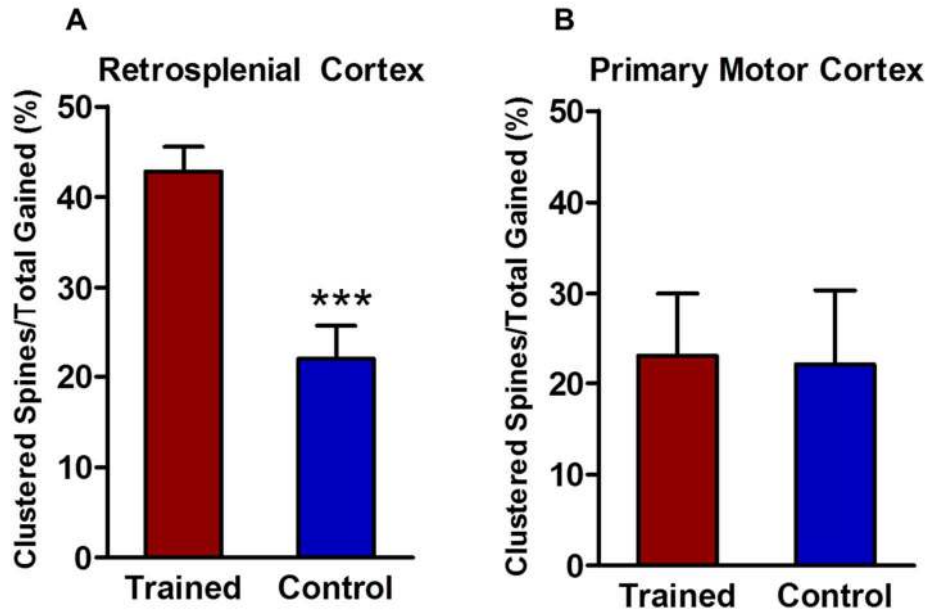 A
Retrosplenial Cortex
Clustered Spines/Total Gained (%)
50
40
30
20
10
0
***
Trained Control
B
Primary Motor Cortex
Clustered Spines/Total Gained (%)
50
40
30
20
10
0
Trained Control